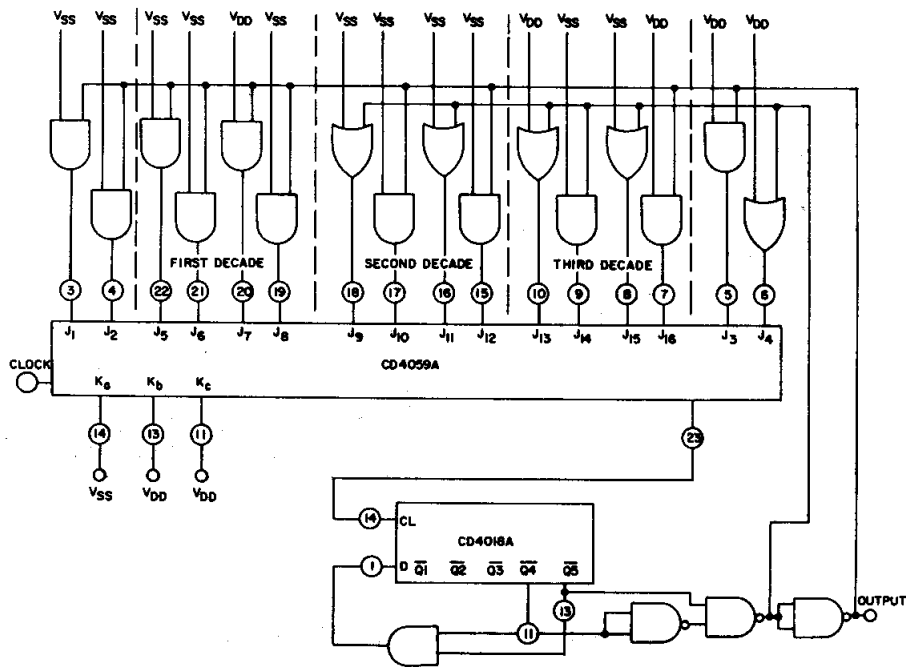 VSS VSS VSS VSS VDD VSS VSS VSS VSS VSS VDD VSS VSS VDD VDD VDD
FIRST DECADE SECOND DECADE THIRD DECADE
3 4 22 21 20 19 18 17 16 15 10 9 8 7 5 6
J1 J2 J5 J6 J7 J8 J9 J10 J11 J12 J13 J14 J15 J16 J3 J4
CLOCK
CD4059A
Ka Kb Kc
14 13 11 23
VSS VDD VDD
14 CL
CD4018A
1 D Q1 Q2 Q3 Q4 Q5
13
11
OUTPUT